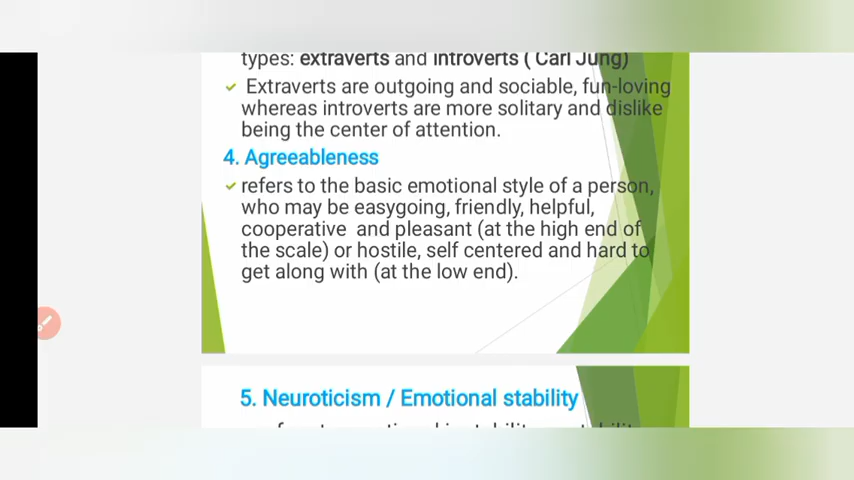 types: extraverts and introverts ( Carl Jung)
✓ Extraverts are outgoing and sociable, fun-loving
whereas introverts are more solitary and dislike
being the center of attention.
4. Agreeableness
✓ refers to the basic emotional style of a person,
who may be easygoing, friendly, helpful,
cooperative and pleasant (at the high end of
the scale) or hostile, self centered and hard to
get along with (at the low end).
5. Neuroticism / Emotional stability